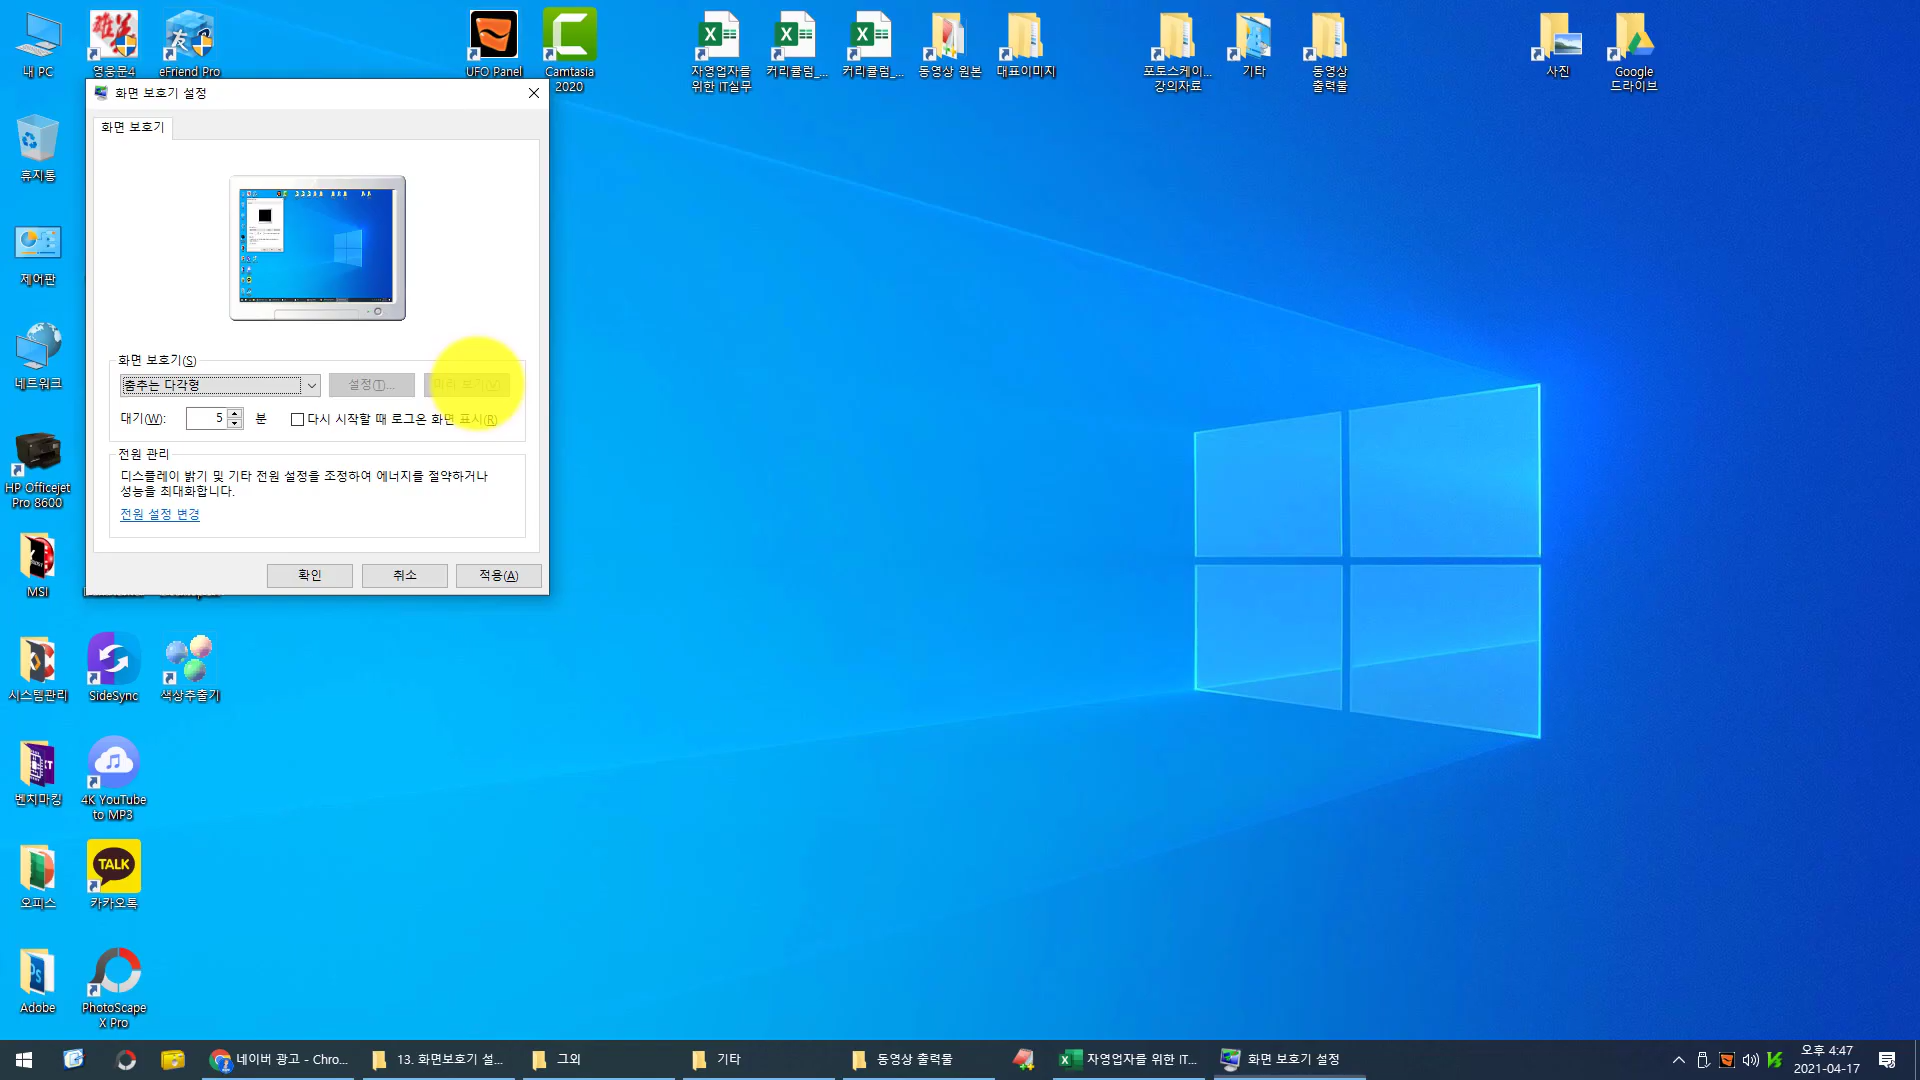 내 PC
영웅문4
eFriend Pro
UFO Panel
Camtasia
2020
자영업자를
위한 IT실무
커리큘럼_...
커리큘럼_...
동영상 원본
대표이미지
포토스케이...
강의자료
기타
동영상
출력물
사진
Google
드라이브
화면 보호기 설정
화면 보호기
화면 보호기(S)
춤추는 다각형
설정(T)...
미리 보기(V)
대기(W):
5
분
다시 시작할 때 로그온 화면 표시(R)
전원 관리
디스플레이 밝기 및 기타 전원 설정을 조정하여 에너지를 절약하거나
성능을 최대화합니다.
전원 설정 변경
확인
취소
적용(A)
휴지통
제어판
네트워크
HP Officejet
Pro 8600
MSI
시스템관리
SideSync
색상추출기
벤치마킹
4K YouTube
to MP3
오피스
TALK
카카오톡
Adobe
PhotoScape
X Pro
네이버 광고 - Chro...
13. 화면보호기 설...
그외
기타
동영상 출력물
자영업자를 위한 IT...
화면 보호기 설정
오후 4:47
2021-04-17